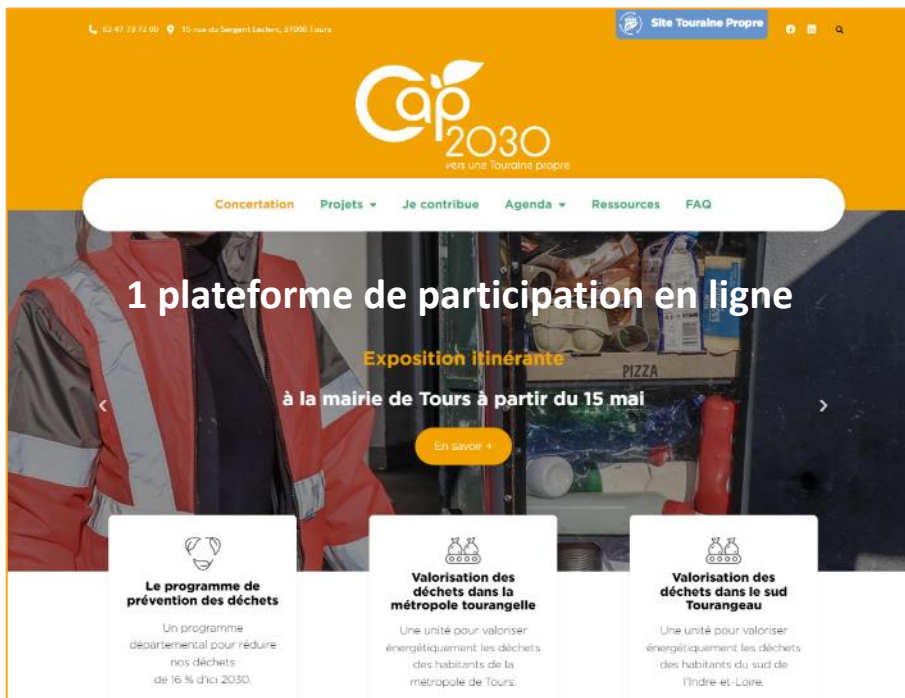 02 47 73 72 00 15 rue du Sergent Leclerc, 37000 Tours
Site Touraine Propre
Cap
2030
vers une Touraine propre
Concertation Projets Je contribue Agenda Ressources FAQ
1 plateforme de participation en ligne
Exposition itinérante
PIZZA
à la mairie de Tours à partir du 15 mai
En savoir +
Le programme de
prévention des déchets
Un programme
départemental pour réduire
nos déchets
de 16 % d'ici 2030.
Valorisation des
déchets dans la
métropole tourangelle
Une unité pour valoriser
énergétiquement les déchets
des habitants de la
métropole de Tours.
Valorisation des
déchets dans le sud
Tourangeau
Une unité pour valoriser
énergétiquement les déchets
des habitants du sud de
l'Indre-et-Loire.